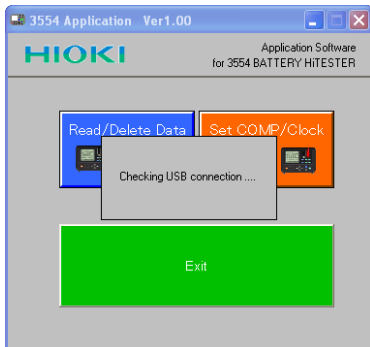 3554 Application Ver1.00
HIOKI
Application Software
for 3554 BATTERY HiTESTER
Read/Delete Data
Set COMP/Clock
Checking USB connection ....
Exit